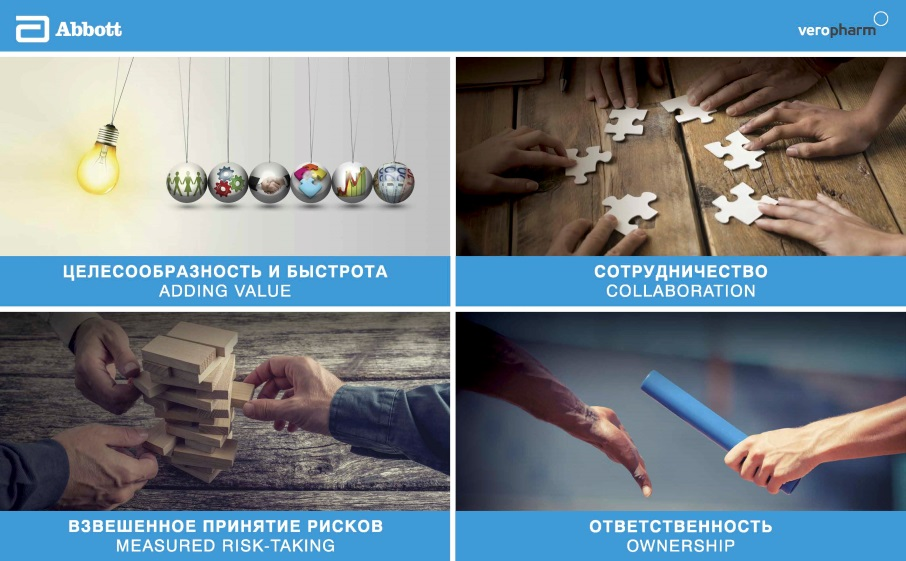 Abbott
veropharm
ЦЕЛЕСООБРАЗНОСТЬ И БЫСТРОТА
ADDING VALUE
СОТРУДНИЧЕСТВО
COLLABORATION
ВЗВЕШЕННОЕ ПРИНЯТИЕ РИСКОВ
MEASURED RISK-TAKING
ОТВЕТСТВЕННОСТЬ
OWNERSHIP